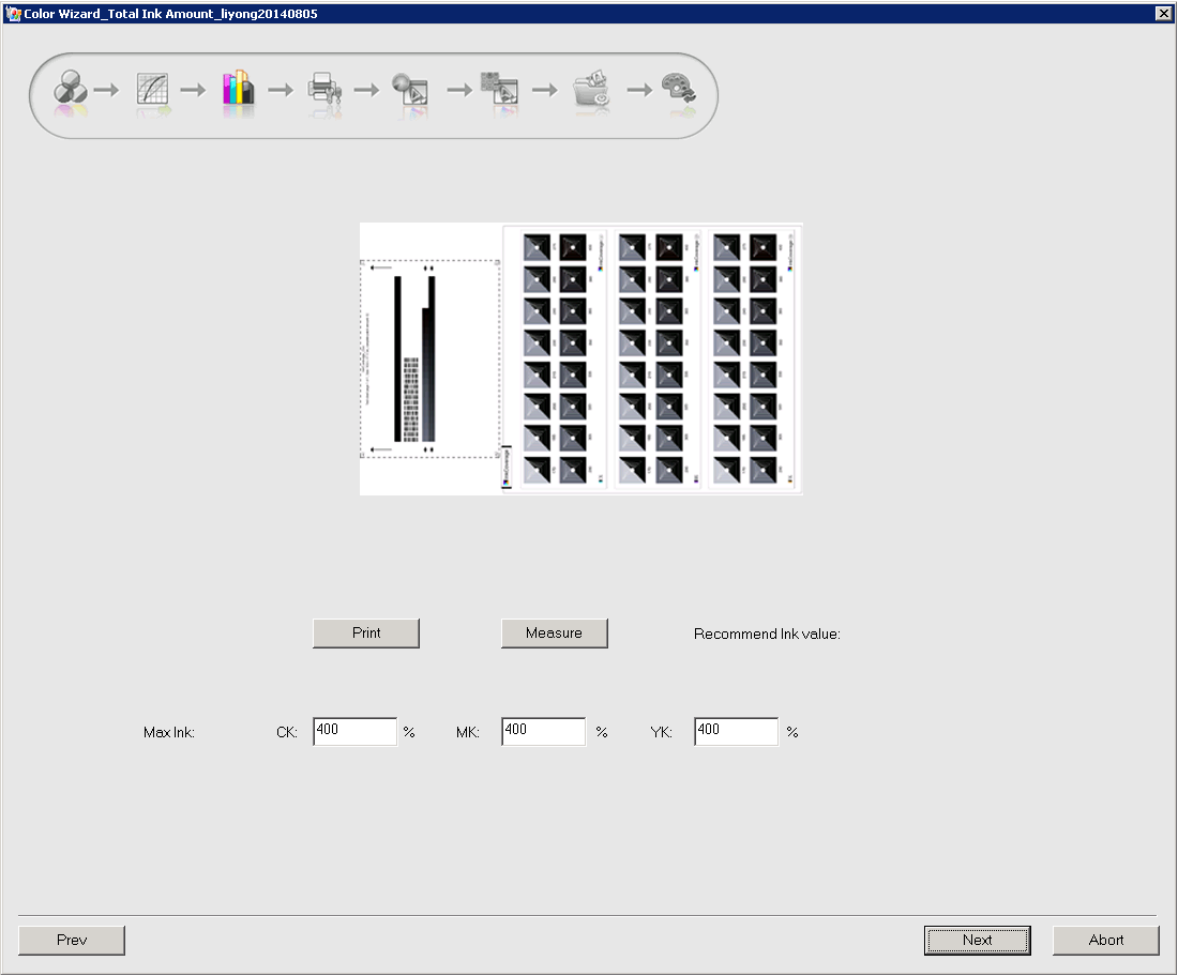 Color Wizard_Total Ink Amount_liyong20140805
Print
Measure
Recommend Ink value:
Max Ink:
CK:
400
%
MK:
400
%
YK:
400
%
Prev
Next
Abort